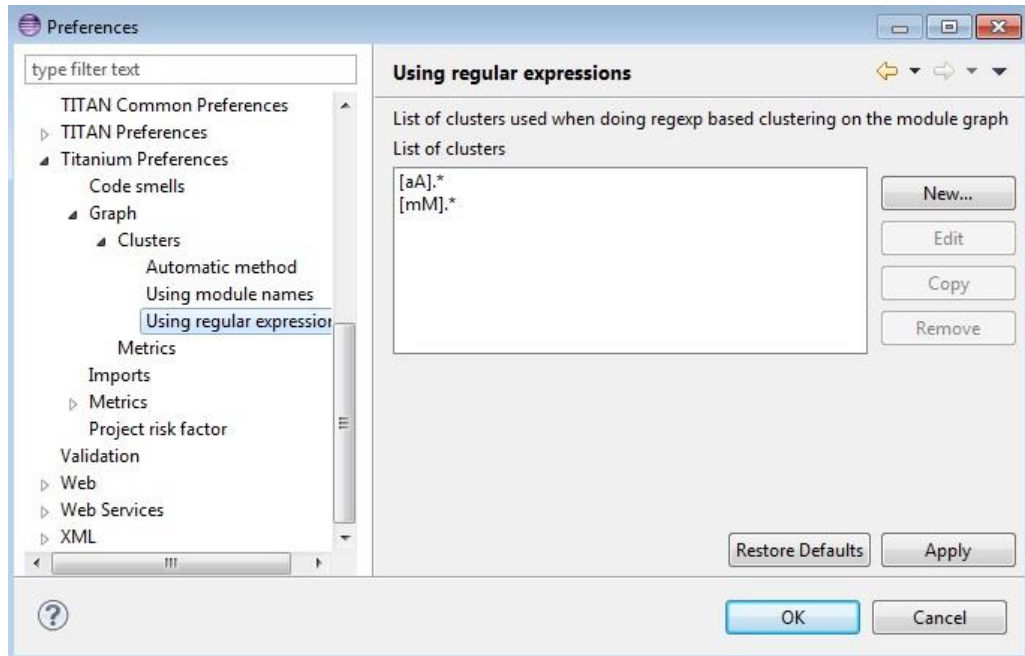 Preferences
type filter text
TITAN Common Preferences
TITAN Preferences
Titanium Preferences
Code smells
Graph
Clusters
Automatic method
Using module names
Using regular expression
Metrics
Imports
Metrics
Project risk factor
Validation
Web
Web Services
XML
Using regular expressions
List of clusters used when doing regexp based clustering on the module graph
List of clusters
[aA].*
[mM].*
New...
Edit
Copy
Remove
Restore Defaults
Apply
OK
Cancel